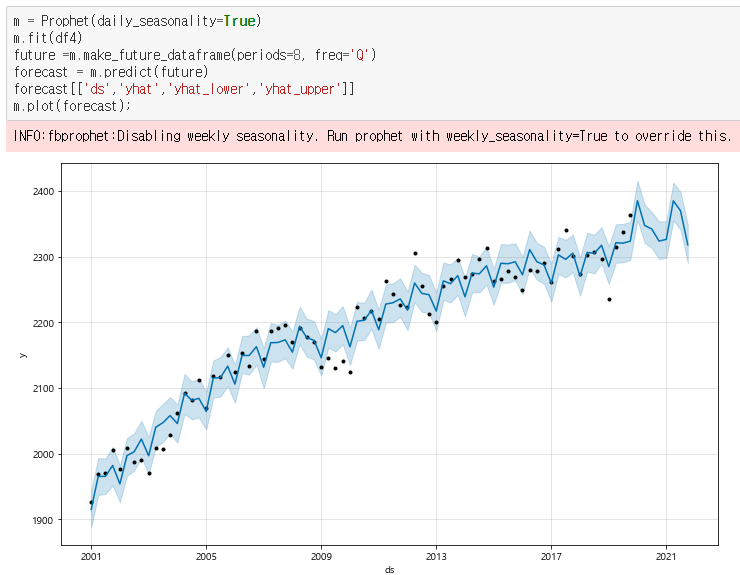 m = Prophet(daily_seasonality=True)
m.fit(df4)
future =m.make_future_dataframe(periods=8, freq='Q')
forecast = m.predict(future)
forecast[['ds','yhat','yhat_lower','yhat_upper']]
m.plot(forecast);
INFO:fbprophet:Disabling weekly seasonality. Run prophet with weekly_seasonality=True to override this.
2400
2300
2200
2100
2000
1900
y
2001 2005 2009 2013 2017 2021
ds